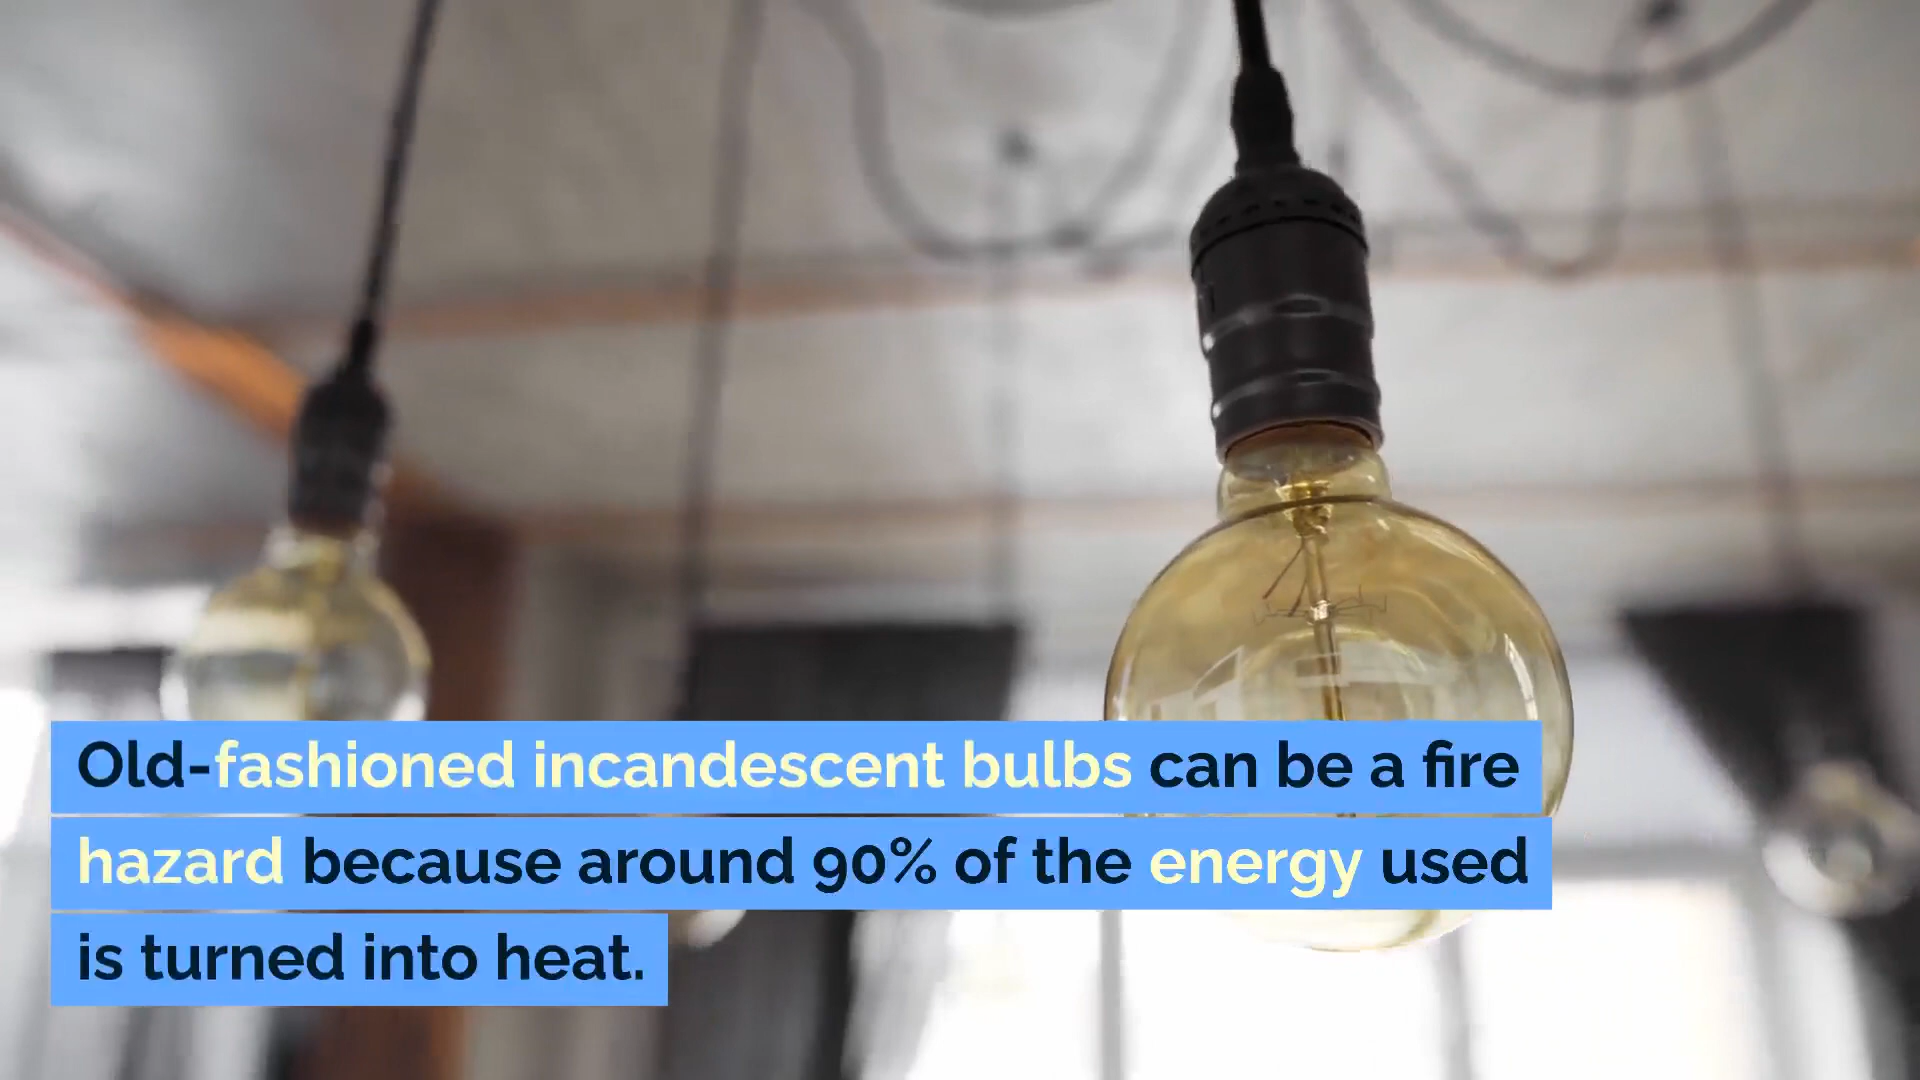 Old-fashioned incandescent bulbs can be a fire
hazard because around 90% of the energy used
is turned into heat.